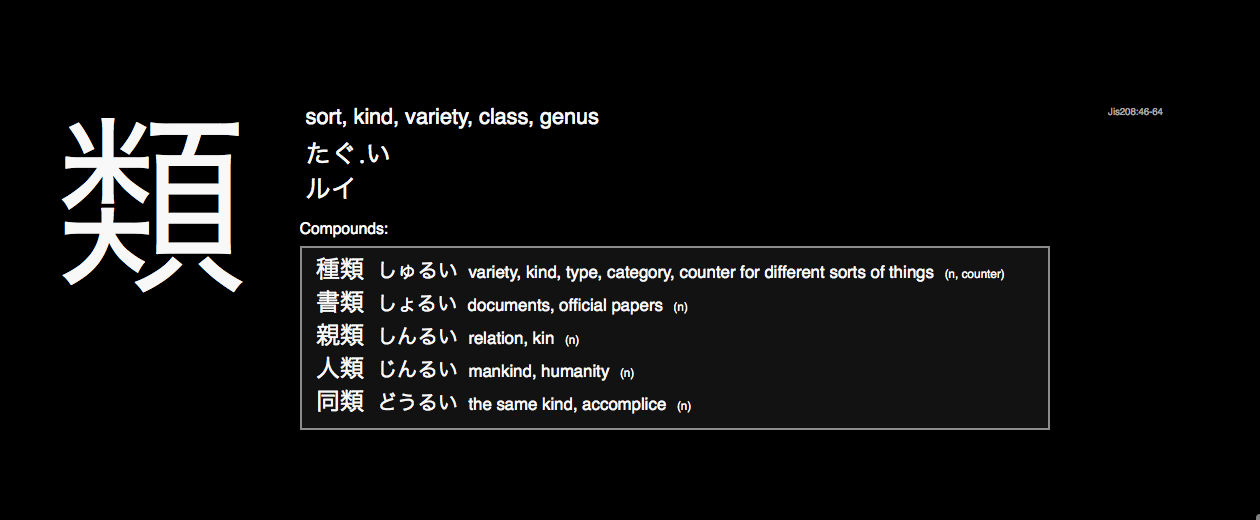 類
sort, kind, variety, class, genus
Jis208:46-64
たぐ.い
ルイ
Compounds:
種類 しゅるい variety, kind, type, category, counter for different sorts of things (n, counter)
書類 しょるい documents, official papers (n)
親類 しんるい relation, kin (n)
人類 じんるい mankind, humanity (n)
同類 どうるい the same kind, accomplice (n)